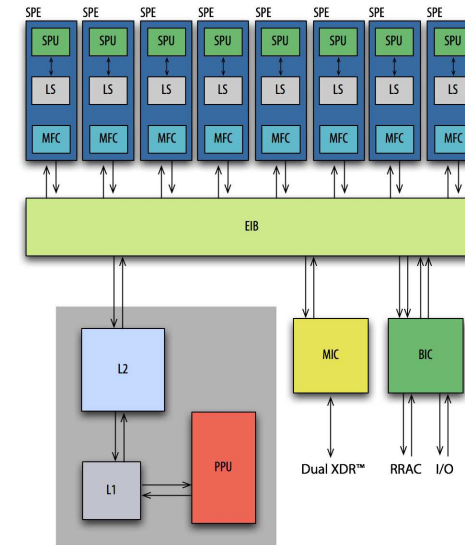 SPE SPE SPE SPE SPE SPE SPE SPE
SPU SPU SPU SPU SPU SPU SPU SPU
LS LS LS LS LS LS LS LS
MFC MFC MFC MFC MFC MFC MFC MFC
EIB
L2
MIC
BIC
Dual XDR™ RRAC I/O
PPU
L1